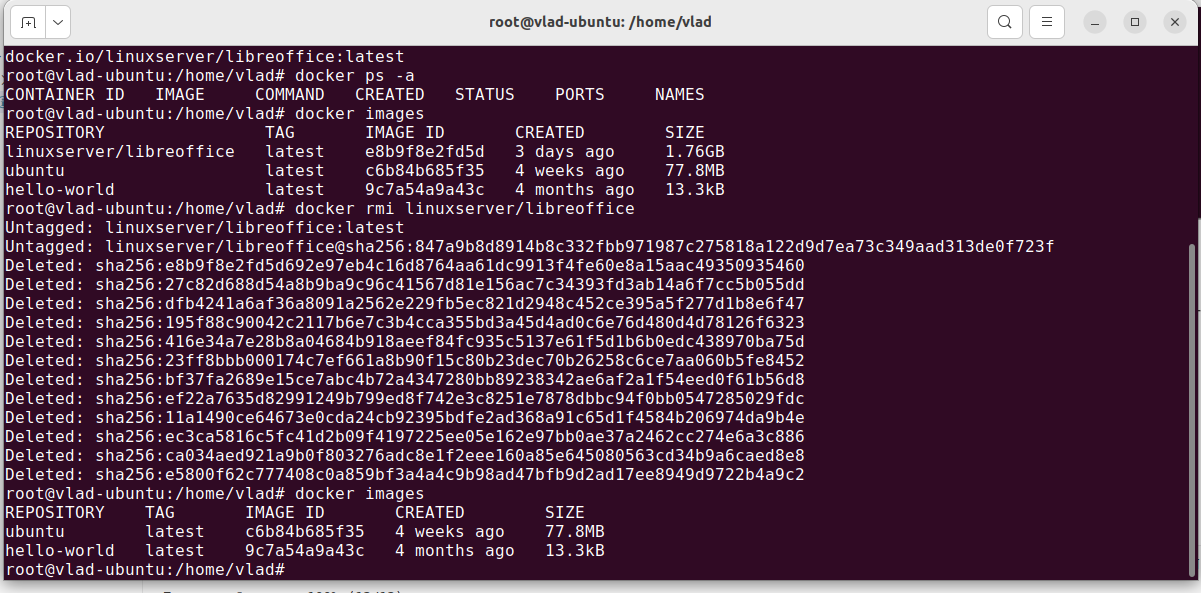 root@vlad-ubuntu: /home/vlad
docker.io/linuxserver/libreoffice:latest
root@vlad-ubuntu:/home/vlad# docker ps -a
CONTAINER ID   IMAGE     COMMAND   CREATED   STATUS    PORTS     NAMES
root@vlad-ubuntu:/home/vlad# docker images
REPOSITORY                TAG       IMAGE ID       CREATED        SIZE
linuxserver/libreoffice   latest    e8b9f8e2fd5d   3 days ago     1.76GB
ubuntu                    latest    c6b84b685f35   4 weeks ago    77.8MB
hello-world               latest    9c7a54a9a43c   4 months ago   13.3kB
root@vlad-ubuntu:/home/vlad# docker rmi linuxserver/libreoffice
Untagged: linuxserver/libreoffice:latest
Untagged: linuxserver/libreoffice@sha256:847a9b8d8914b8c332fbb971987c275818a122d9d7ea73c349aad313de0f723f
Deleted: sha256:e8b9f8e2fd5d692e97eb4c16d8764aa61dc9913f4fe60e8a15aac49350935460
Deleted: sha256:27c82d688d54a8b9ba9c96c41567d81e156ac7c34393fd3ab14a6f7cc5b055dd
Deleted: sha256:dfb4241a6af36a8091a2562e229fb5ec821d2948c452ce395a5f277d1b8e6f47
Deleted: sha256:195f88c90042c2117b6e7c3b4cca355bd3a45d4ad0c6e76d480d4d78126f6323
Deleted: sha256:416e34a7e28b8a04684b918aeef84fc935c5137e61f5d1b6b0edc438970ba75d
Deleted: sha256:23ff8bbb000174c7ef661a8b90f15c80b23dec70b26258c6ce7aa060b5fe8452
Deleted: sha256:bf37fa2689e15ce7abc4b72a4347280bb89238342ae6af2a1f54eed0f61b56d8
Deleted: sha256:ef22a7635d82991249b799ed8f742e3c8251e7878dbbc94f0bb0547285029fdc
Deleted: sha256:11a1490ce64673e0cda24cb92395bdfe2ad368a91c65d1f4584b206974da9b4e
Deleted: sha256:ec3ca5816c5fc41d2b09f4197225ee05e162e97bb0ae37a2462cc274e6a3c886
Deleted: sha256:ca034aed921a9b0f803276adc8e1f2eee160a85e645080563cd34b9a6caed8e8
Deleted: sha256:e5800f62c777408c0a859bf3a4a4c9b98ad47bfb9d2ad17ee8949d9722b4a9c2
root@vlad-ubuntu:/home/vlad# docker images
REPOSITORY    TAG       IMAGE ID       CREATED        SIZE
ubuntu        latest    c6b84b685f35   4 weeks ago    77.8MB
hello-world   latest    9c7a54a9a43c   4 months ago   13.3kB
root@vlad-ubuntu:/home/vlad#